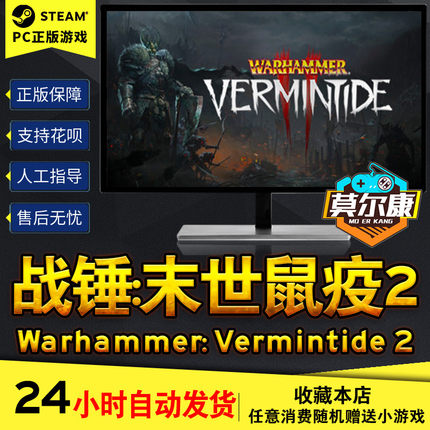 STEAM
PC正版游戏
正版保障
支持花呗
人工指导
售后无忧
WARHAMMER
VERMINTIDE
II
莫尔康
MO ER KANG
战锤:末世鼠疫2
Warhammer: Vermintide 2
24小时自动发货
收藏本店
任意消费随机赠送小游戏